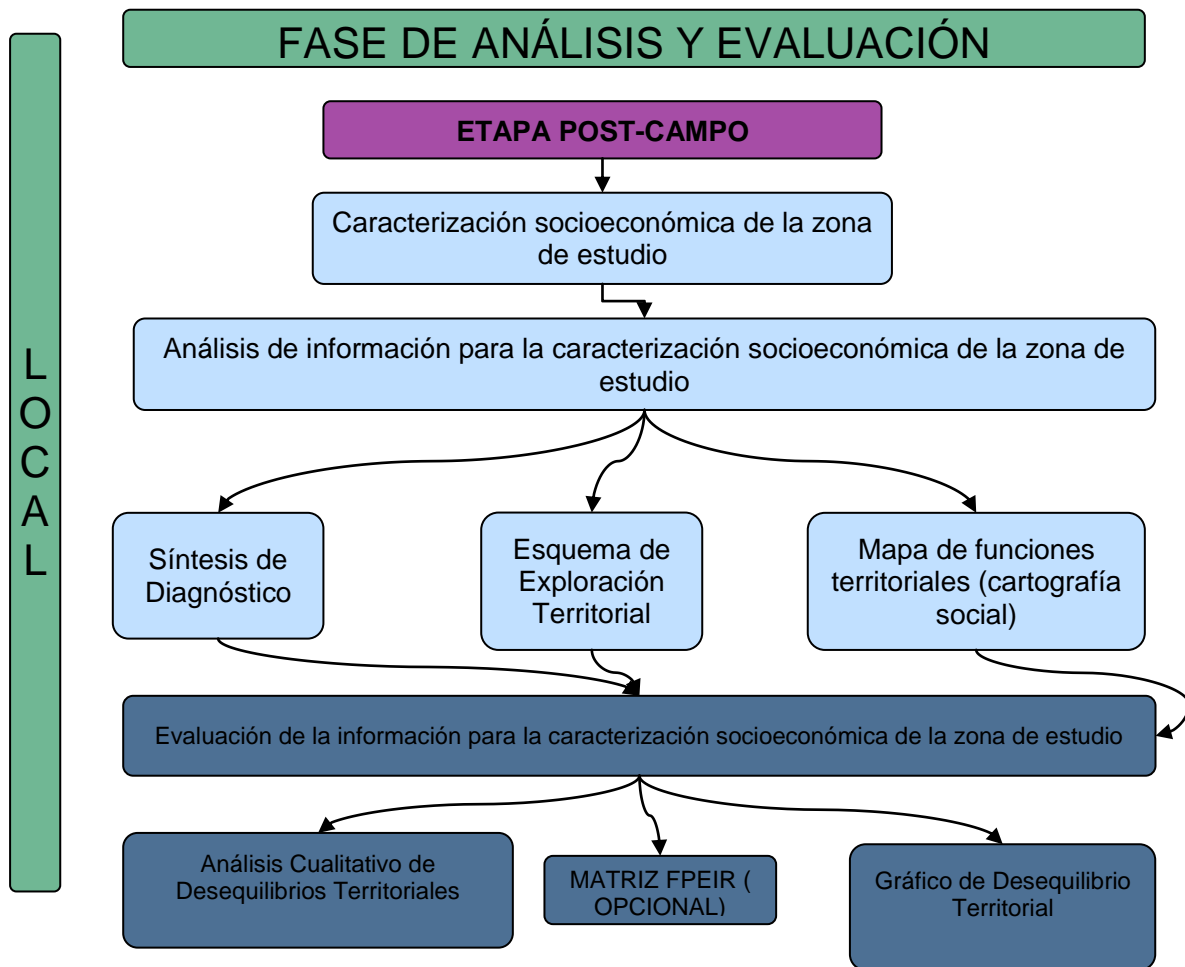 FASE DE ANÁLISIS Y EVALUACIÓN
L
O
C
A
L
ETAPA POST-CAMPO
Caracterización socioeconómica de la zona
de estudio
Análisis de información para la caracterización socioeconómica de la zona de
estudio
Síntesis de
Diagnóstico
Esquema de
Exploración
Territorial
Mapa de funciones
territoriales (cartografía
social)
Evaluación de la información para la caracterización socioeconómica de la zona de estudio
Análisis Cualitativo de
Desequilibrios Territoriales
MATRIZ FPEIR (
OPCIONAL)
Gráfico de Desequilibrio
Territorial